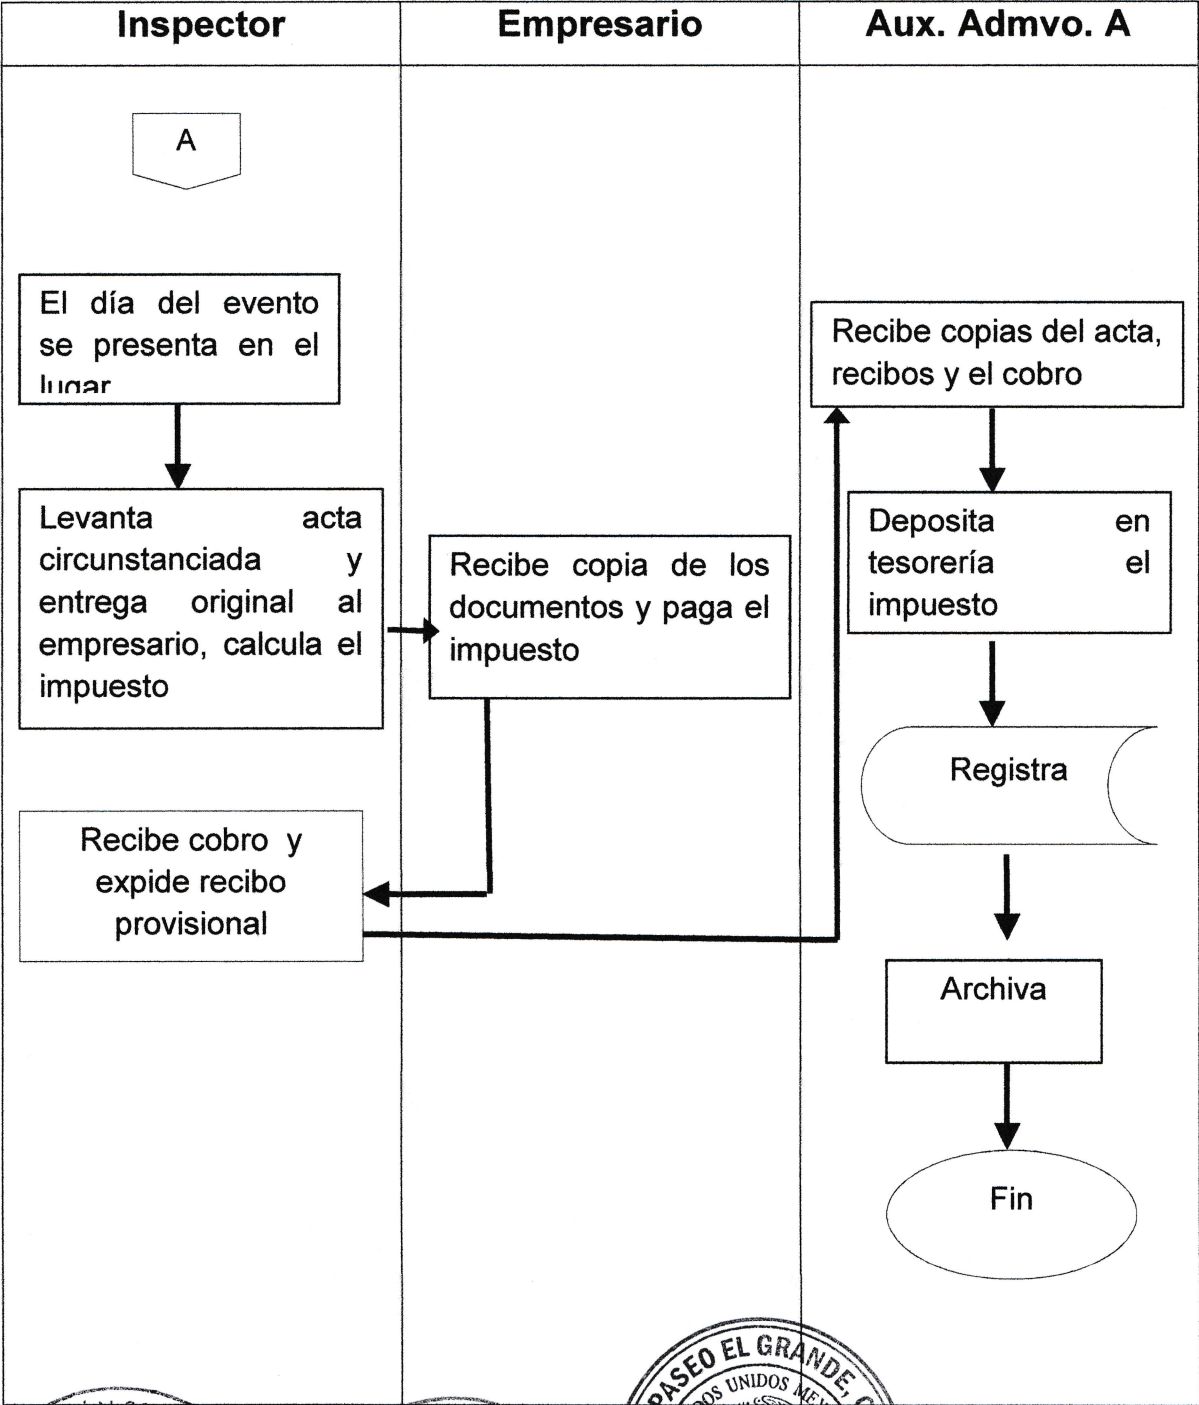 Inspector
Empresario
Aux. Admvo. A
A
El día del evento
se presenta en el
lugar
Levanta acta
circunstanciada y
entrega original al
empresario, calcula el
impuesto
Recibe copia de los
documentos y paga el
impuesto
Recibe cobro y
expide recibo
provisional
Recibe copias del acta,
recibos y el cobro
Deposita en
tesorería el
impuesto
Registra
Archiva
Fin
PASEO EL GRANDE,
UNIDOS